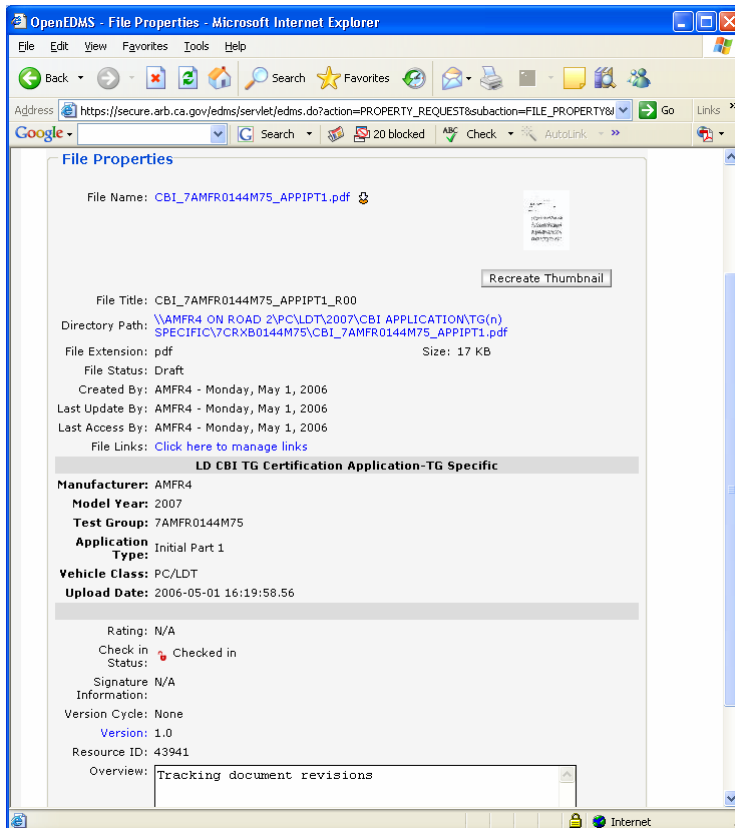 OpenEDMS - File Properties - Microsoft Internet Explorer
File Edit View Favorites Tools Help
Back Search Favorites
Address https://secure.arb.ca.gov/edms/servlet/edms.do?action=PROPERTY_REQUEST&subaction=FILE_PROPERTY& Go Links »
Google Search 20 blocked ABC Check AutoLink »
File Properties
File Name: CBI_7AMFR0144M75_APPIPT1.pdf
Recreate Thumbnail
File Title: CBI_7AMFR0144M75_APPIPT1_R00
Directory Path: \\AMFR4 ON ROAD 2\PC\LDT\2007\CBI APPLICATION\TG(n)
SPECIFIC\7CRXB0144M75\CBI_7AMFR0144M75_APPIPT1.pdf
File Extension: pdf Size: 17 KB
File Status: Draft
Created By: AMFR4 - Monday, May 1, 2006
Last Update By: AMFR4 - Monday, May 1, 2006
Last Access By: AMFR4 - Monday, May 1, 2006
File Links: Click here to manage links
LD CBI TG Certification Application-TG Specific
Manufacturer: AMFR4
Model Year: 2007
Test Group: 7AMFR0144M75
Application Type: Initial Part 1
Vehicle Class: PC/LDT
Upload Date: 2006-05-01 16:19:58.56
Rating: N/A
Check in Status: Checked in
Signature Information: N/A
Version Cycle: None
Version: 1.0
Resource ID: 43941
Overview: Tracking document revisions
Internet